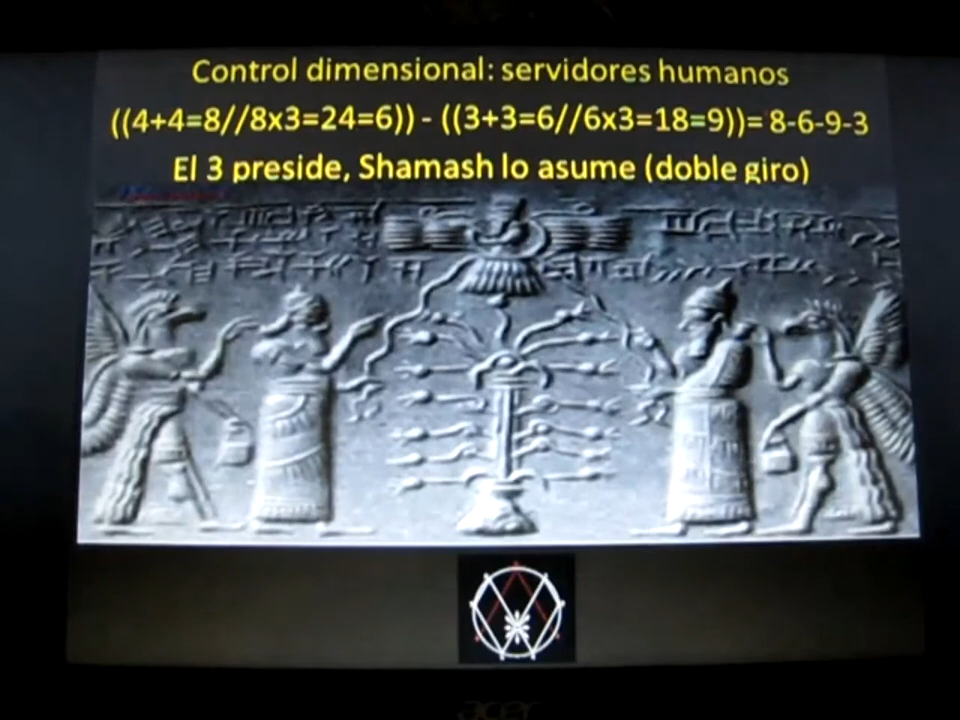 Control dimensional: servidores humanos
((4+4=8//8x3=24=6)) - ((3+3=6//6x3=18=9))= 8-6-9-3
El 3 preside, Shamash lo asume (doble giro)
acer